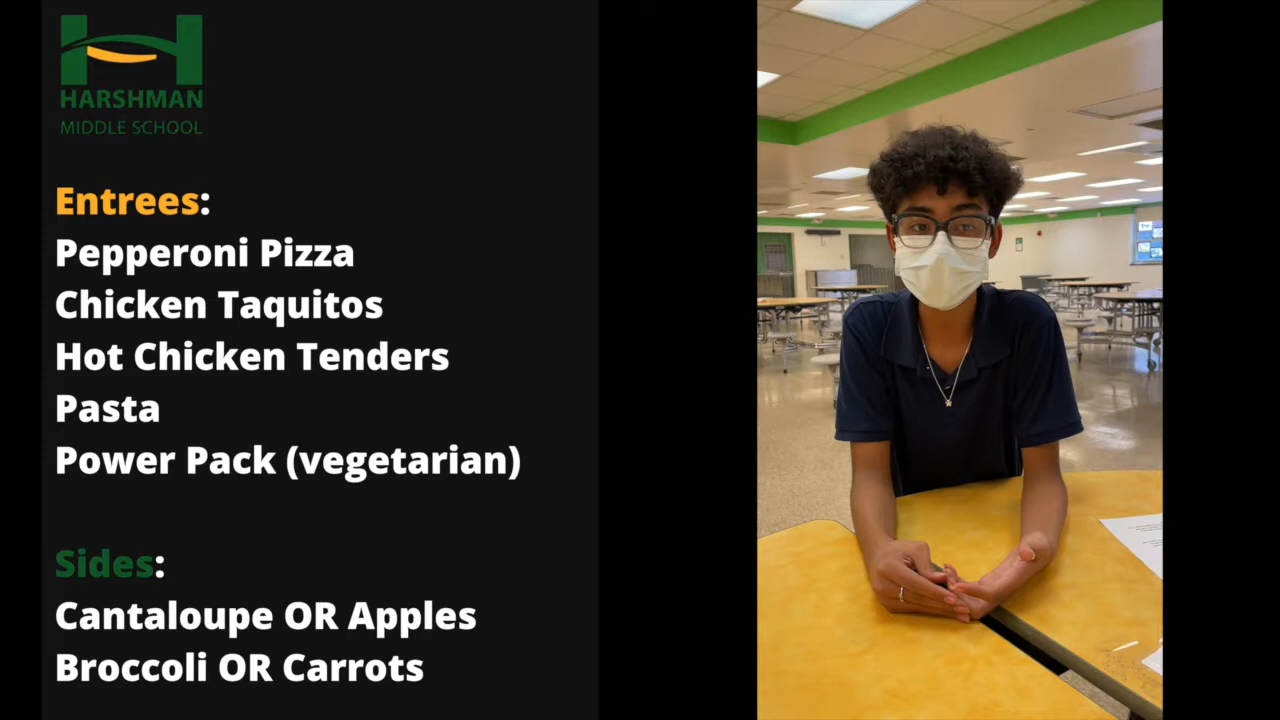 HARSHMAN
MIDDLE SCHOOL
Entrees:
Pepperoni Pizza
Chicken Taquitos
Hot Chicken Tenders
Pasta
Power Pack (vegetarian)
Sides:
Cantaloupe OR Apples
Broccoli OR Carrots